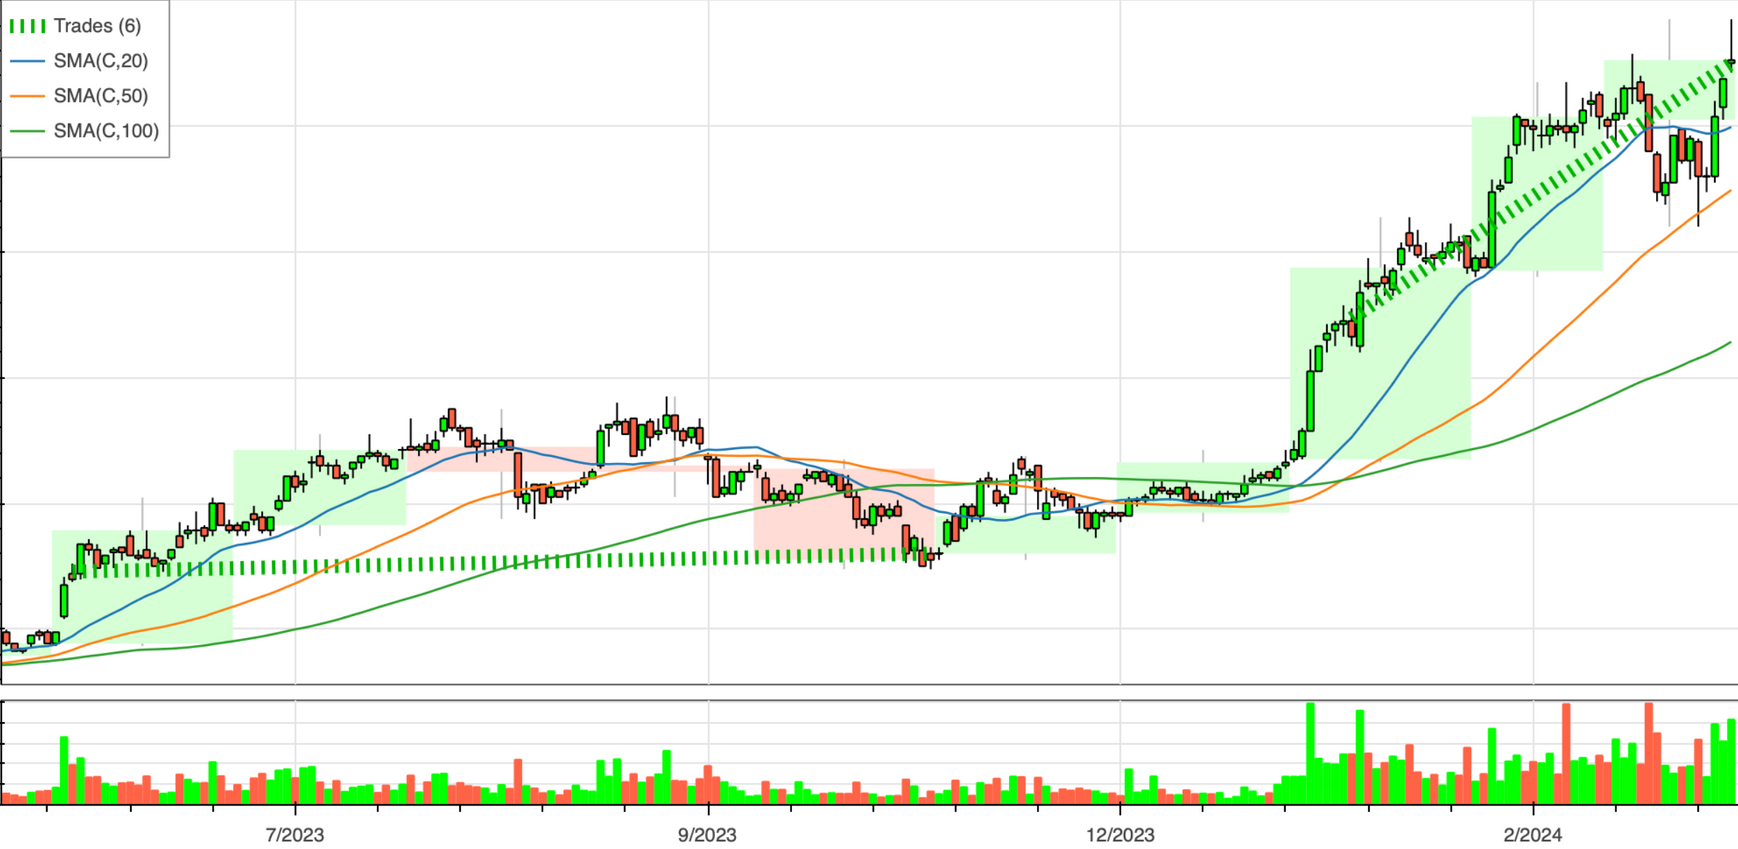 Trades (6)
SMA(C,20)
SMA(C,50)
SMA(C,100)
7/2023
9/2023
12/2023
2/2024